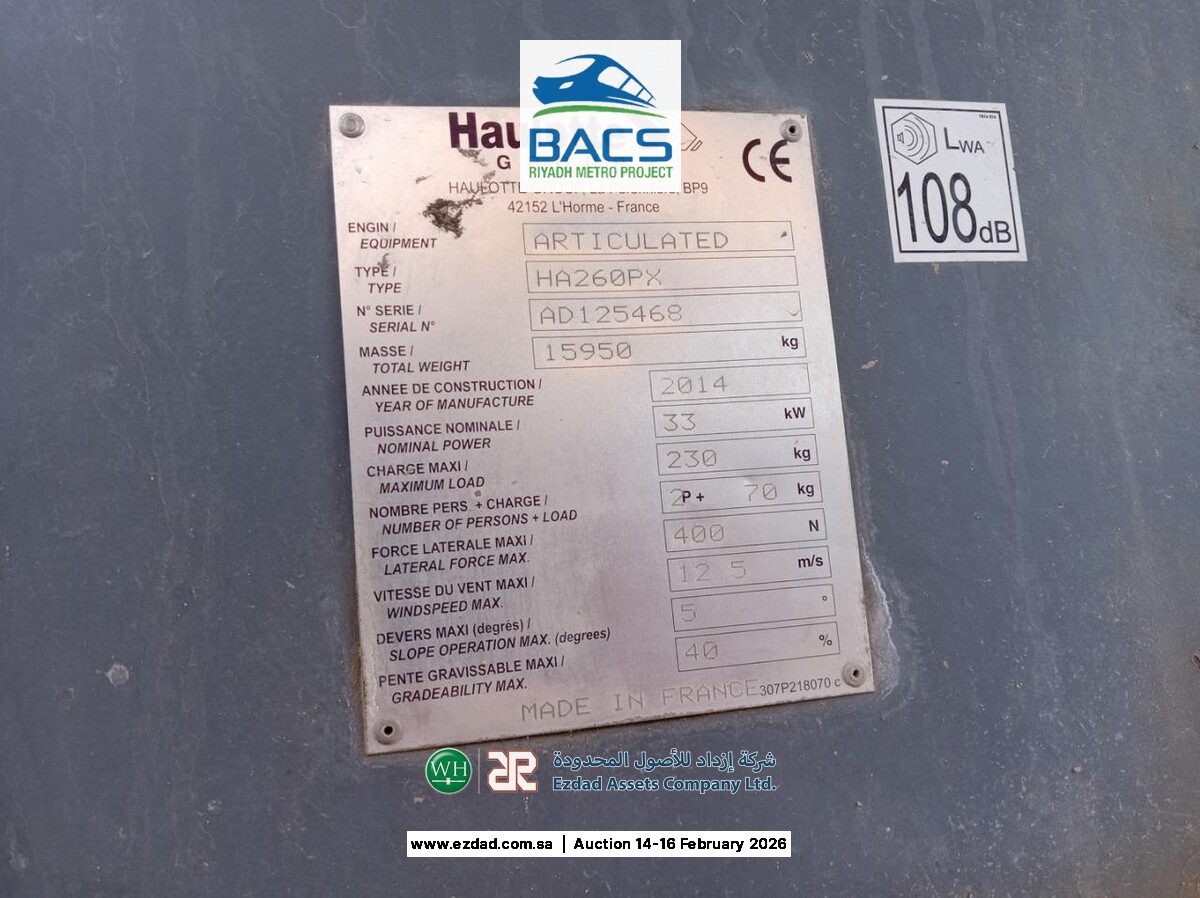 BACS
RIYADH METRO PROJECT
CE
42152 L'Horme - France
ENGIN /
EQUIPMENT
ARTICULATED
TYPE /
TYPE
HA260PX
N° SERIE /
SERIAL N°
AD125468
MASSE /
TOTAL WEIGHT
15950 kg
ANNEE DE CONSTRUCTION /
YEAR OF MANUFACTURE
2014
PUISSANCE NOMINALE /
NOMINAL POWER
33 kW
CHARGE MAXI /
MAXIMUM LOAD
230 kg
NOMBRE PERS. + CHARGE /
NUMBER OF PERSONS + LOAD
2P + 70 kg
FORCE LATERALE MAXI /
LATERAL FORCE MAX.
400 N
VITESSE DU VENT MAXI /
WINDSPEED MAX.
12 5 m/s
DEVERS MAXI (degrés) /
SLOPE OPERATION MAX. (degrees)
5 °
PENTE GRAVISSABLE MAXI /
GRADEABILITY MAX.
40 %
MADE IN FRANCE
307P218070 c
LWA
108dB
WH
شركة إزداد للأصول المحدودة
Ezdad Assets Company Ltd.
www.ezdad.com.sa | Auction 14-16 February 2026